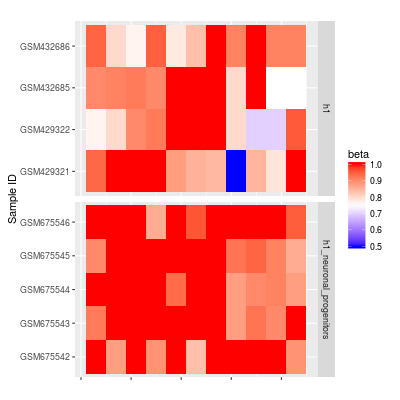 GSM432686
GSM432685
GSM429322
GSM429321
h1
GSM675546
GSM675545
GSM675544
GSM675543
GSM675542
h1_neuronal_progenitors
Sample ID
beta
1.0
0.9
0.8
0.7
0.6
0.5